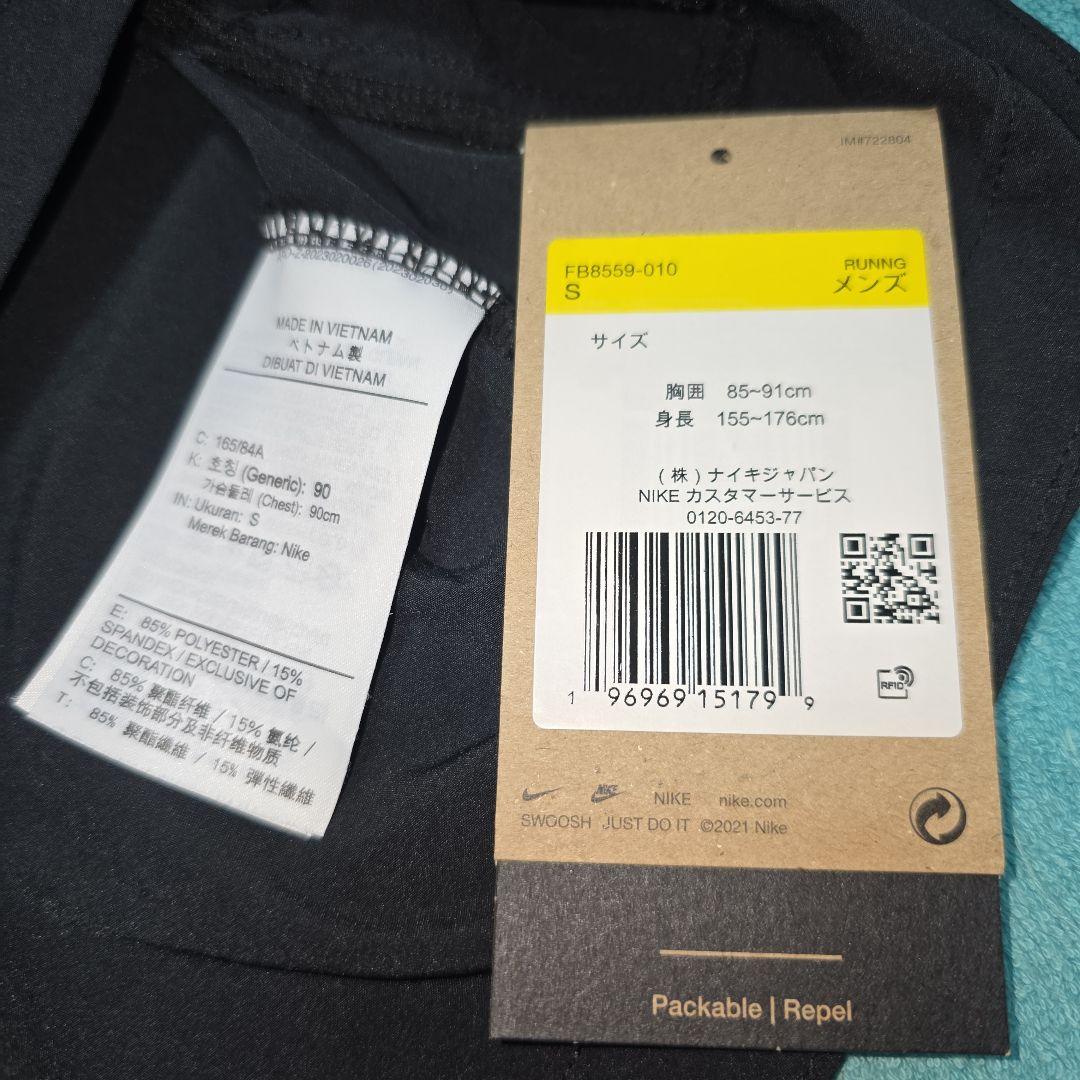 MADE IN VIETNAM
ベトナム製
DIBUAT DI VIETNAM
C: 165/84A
K: 호칭 (Generic): 90
가슴둘레 (Chest): 90cm
IN: Ukuran: S
Merek Barang: Nike
E: 85% POLYESTER / 15%
SPANDEX / EXCLUSIVE OF
DECORATION
C: 85% 聚酯纤维 / 15% 氨纶 /
不包括装饰部分及非纤维物质
T: 85% 聚酯纖維 / 15% 彈性纖維
IM#722804
FB8559-010
S
RUNNG
メンズ
サイズ
胸囲 85~91cm
身長 155~176cm
(株)ナイキジャパン
NIKE カスタマーサービス
0120-6453-77
1 96969 15179 9
RFID
NIKE
NIKE nike.com
SWOOSH JUST DO IT ©2021 Nike
Packable | Repel